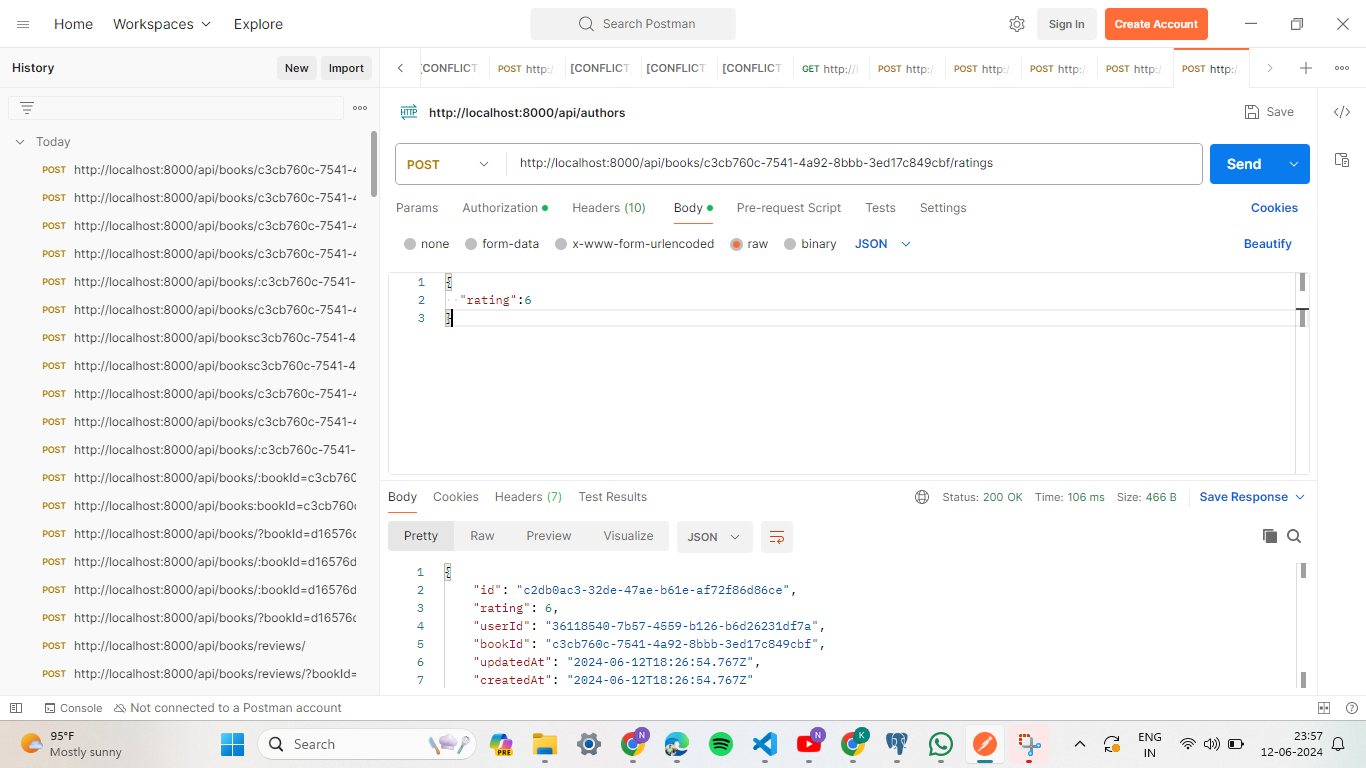 Home Workspaces Explore Search Postman Sign In Create Account
History New Import
[CONFLICT POST http:/ [CONFLICT [CONFLICT [CONFLICT GET http://l POST http:/ POST http:/ POST http:/ POST http:/ POST http:/
HTTP http://localhost:8000/api/authors Save
Today
POST http://localhost:8000/api/books/c3cb760c-7541-4
POST http://localhost:8000/api/books/c3cb760c-7541-4
POST http://localhost:8000/api/books/c3cb760c-7541-4
POST http://localhost:8000/api/books/c3cb760c-7541-4
POST http://localhost:8000/api/books/:c3cb760c-7541-
POST http://localhost:8000/api/books/c3cb760c-7541-4
POST http://localhost:8000/api/booksc3cb760c-7541-4
POST http://localhost:8000/api/booksc3cb760c-7541-4
POST http://localhost:8000/api/books/c3cb760c-7541-4
POST http://localhost:8000/api/books/c3cb760c-7541-4
POST http://localhost:8000/api/books/:c3cb760c-7541-
POST http://localhost:8000/api/books/:bookId=c3cb760
POST http://localhost:8000/api/books:bookId=c3cb760c
POST http://localhost:8000/api/books/?bookId=d16576c
POST http://localhost:8000/api/books/:bookId=d16576d
POST http://localhost:8000/api/books/:bookId=d16576d
POST http://localhost:8000/api/books/?bookId=d16576c
POST http://localhost:8000/api/books/reviews/
POST http://localhost:8000/api/books/reviews/?bookId=
POST http://localhost:8000/api/books/c3cb760c-7541-4a92-8bbb-3ed17c849cbf/ratings Send
Params Authorization Headers (10) Body Pre-request Script Tests Settings Cookies
none form-data x-www-form-urlencoded raw binary JSON Beautify
1 {
2 "rating":6
3 }
Body Cookies Headers (7) Test Results Status: 200 OK Time: 106 ms Size: 466 B Save Response
Pretty Raw Preview Visualize JSON
1 {
2 "id": "c2db0ac3-32de-47ae-b61e-af72f86d86ce",
3 "rating": 6,
4 "userId": "36118540-7b57-4559-b126-b6d26231df7a",
5 "bookId": "c3cb760c-7541-4a92-8bbb-3ed17c849cbf",
6 "updatedAt": "2024-06-12T18:26:54.767Z",
7 "createdAt": "2024-06-12T18:26:54.767Z"
Console Not connected to a Postman account
95°F
Mostly sunny
Search
PRE
N
N
K
ENG
IN
23:57
12-06-2024